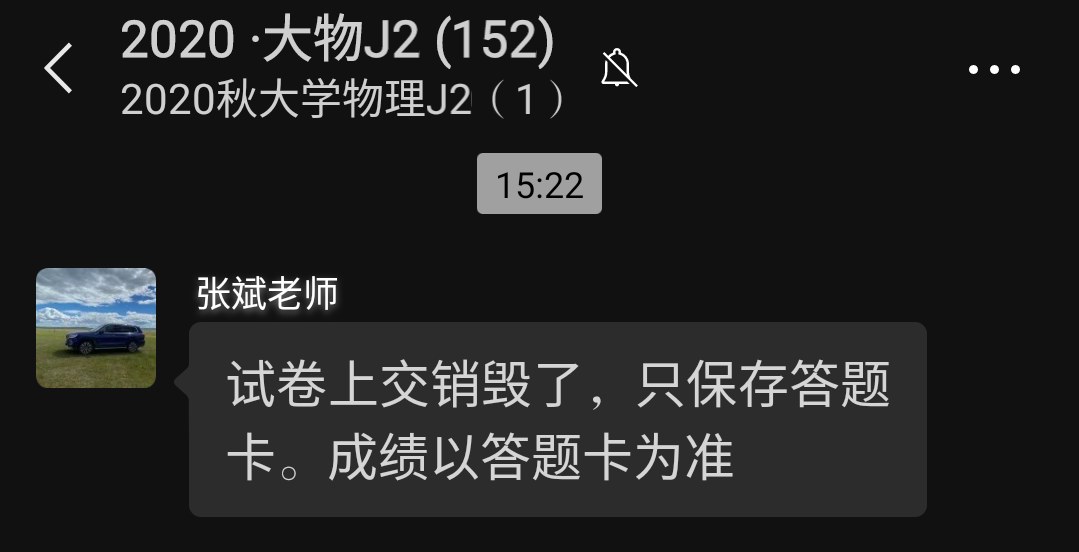 2020 ·大物J2 (152)
2020秋大学物理J2（1）
15:22
张斌老师
试卷上交销毁了，只保存答题
卡。成绩以答题卡为准